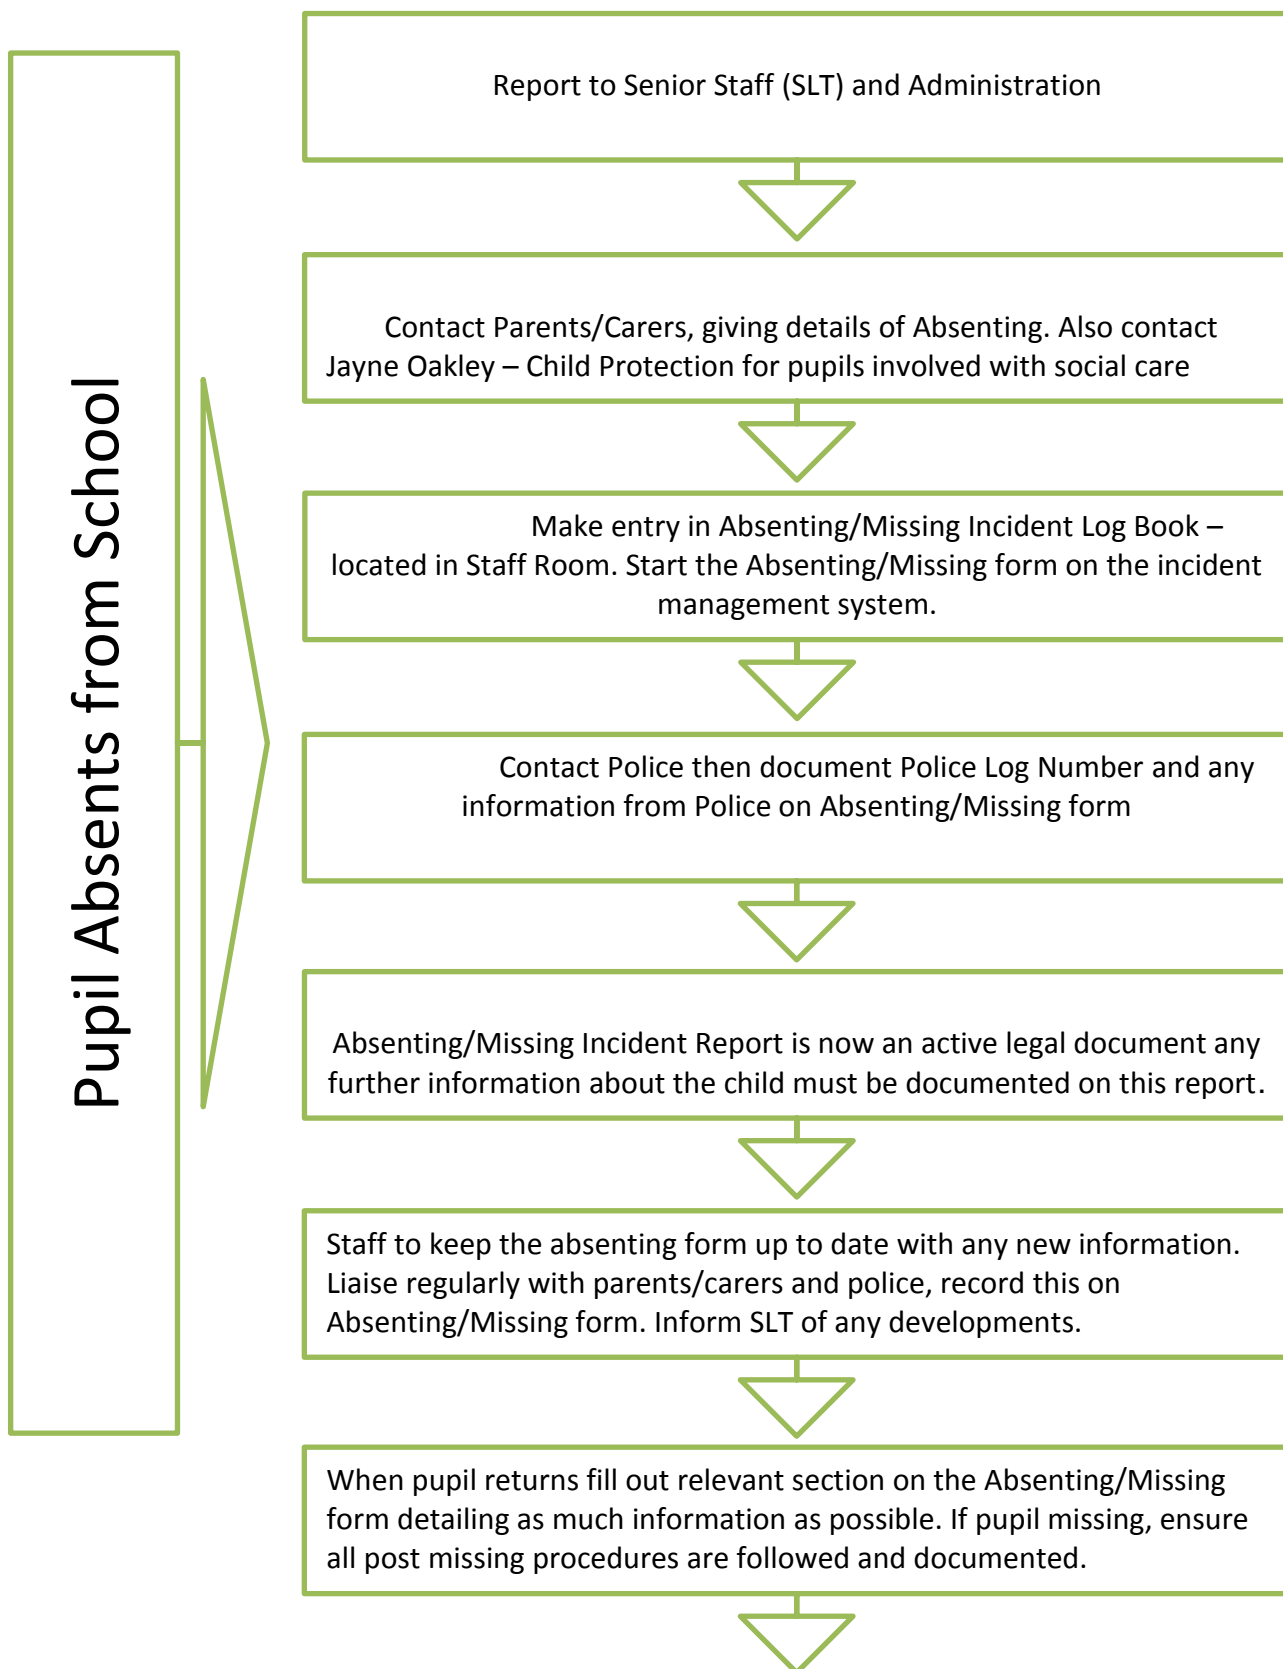 Pupil Absents from School
Report to Senior Staff (SLT) and Administration
Contact Parents/Carers, giving details of Absenting. Also contact
Jayne Oakley – Child Protection for pupils involved with social care
Make entry in Absenting/Missing Incident Log Book –
located in Staff Room. Start the Absenting/Missing form on the incident
management system.
Contact Police then document Police Log Number and any
information from Police on Absenting/Missing form
Absenting/Missing Incident Report is now an active legal document any
further information about the child must be documented on this report.
Staff to keep the absenting form up to date with any new information.
Liaise regularly with parents/carers and police, record this on
Absenting/Missing form. Inform SLT of any developments.
When pupil returns fill out relevant section on the Absenting/Missing
form detailing as much information as possible. If pupil missing, ensure
all post missing procedures are followed and documented.